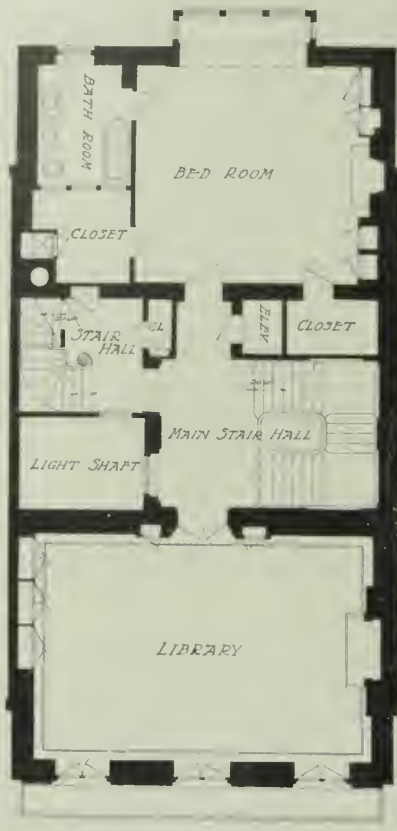 BATH ROOM
BED ROOM
CLOSET
STAIR
HALL
CL
ELEV
CLOSET
MAIN STAIR HALL
LIGHT SHAFT
LIBRARY